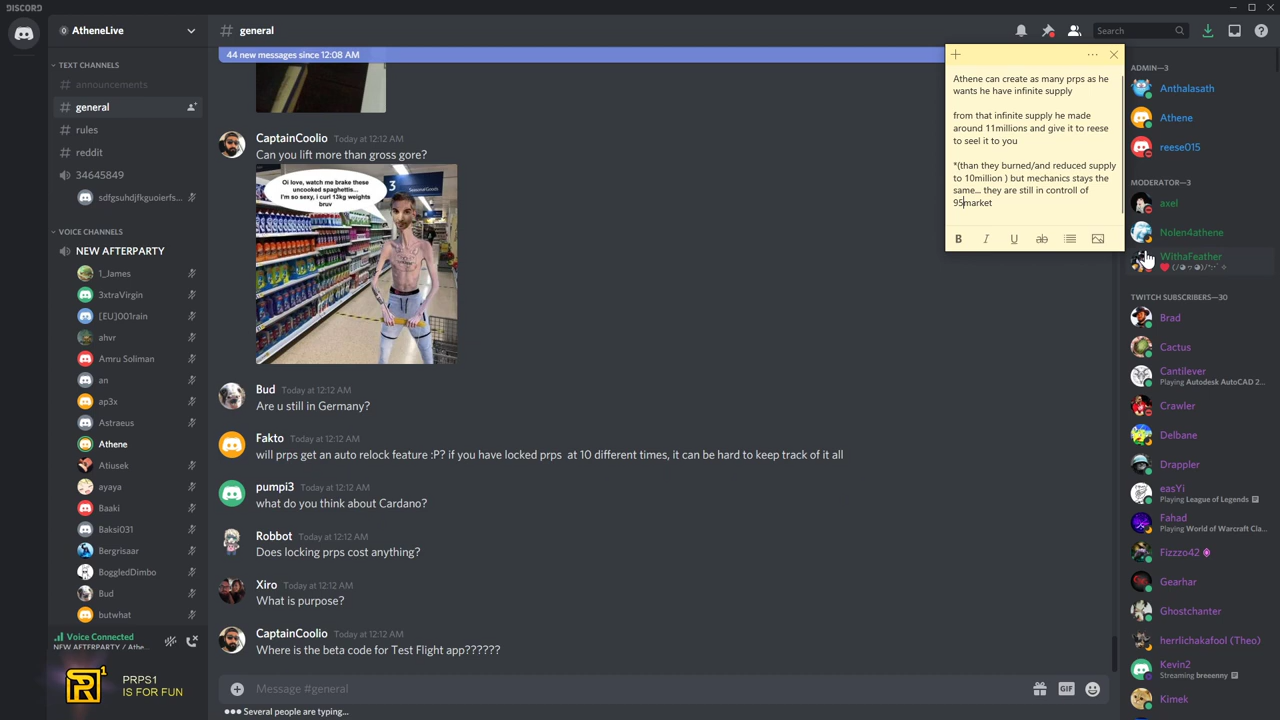 DISCORD
AtheneLive
# general
Search
44 new messages since 12:08 AM
TEXT CHANNELS
# announcements
# general
# rules
# reddit
34645849
sdfgsuhdjfkguoierfs...
VOICE CHANNELS
NEW AFTERPARTY
1_James
3xtraVirgin
[EU]001rain
ahvr
Amru Soliman
an
ap3x
Astraeus
Athene
Atiusek
ayaya
Baaki
Baksi031
Bergrisaar
BoggledDimbo
Bud
butwhat
Voice Connected
NEW AFTERPARTY / Athe...
R1
PRPS1
IS FOR FUN
CaptainCoolio Today at 12:12 AM
Can you lift more than gross gore?
Oi love, watch me brake these
uncooked spaghettis...
I'm so sexy, i curl 13kg weights
bruv
3
Seasonal Goods
Bud Today at 12:12 AM
Are u still in Germany?
Fakto Today at 12:12 AM
will prps get an auto relock feature :P? if you have locked prps at 10 different times, it can be hard to keep track of it all
pumpi3 Today at 12:12 AM
what do you think about Cardano?
Robbot Today at 12:12 AM
Does locking prps cost anything?
Xiro Today at 12:12 AM
What is purpose?
CaptainCoolio Today at 12:12 AM
Where is the beta code for Test Flight app??????
Message #general
GIF
Several people are typing...
Athene can create as many prps as he
wants he have infinite supply
from that infinite supply he made
around 11millions and give it to reese
to seel it to you
*(than they burned/and reduced supply
to 10million ) but mechanics stays the
same... they are still in controll of
95market
B I U ab
ADMIN—3
Anthalasath
Athene
reese015
MODERATOR—3
axel
Nolen4athene
WithaFeather
TWITCH SUBSCRIBERS—30
Brad
Cactus
Cantilever
Playing Autodesk AutoCAD 2...
Crawler
Delbane
Drappler
easYi
Playing League of Legends
Fahad
Playing World of Warcraft Cla...
Fizzzo42
Gearhar
Ghostchanter
herrlichakafool (Theo)
Kevin2
Streaming breeenny
Kimek